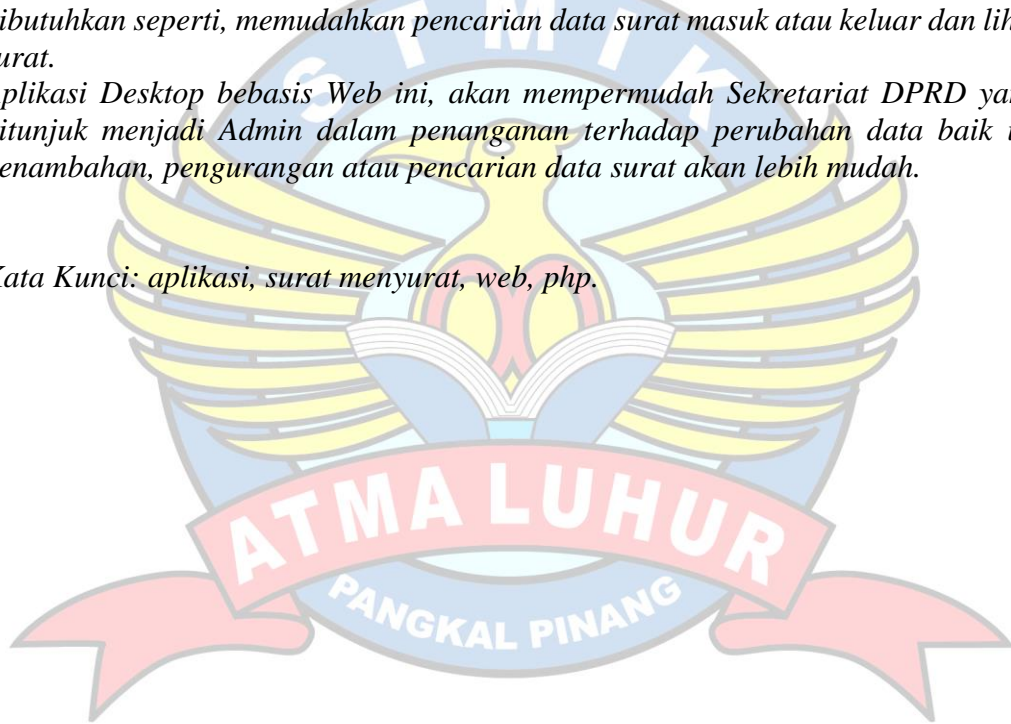 ibutuhkan seperti, memudahkan pencarian data surat masuk atau keluar dan lih
urat.
plikasi Desktop bebasis Web ini, akan mempermudah Sekretariat DPRD yan
itunjuk menjadi Admin dalam penanganan terhadap perubahan data baik i
enambahan, pengurangan atau pencarian data surat akan lebih mudah.
Kata Kunci: aplikasi, surat menyurat, web, php.
STMIK
ATMA LUHUR
PANGKAL PINANG